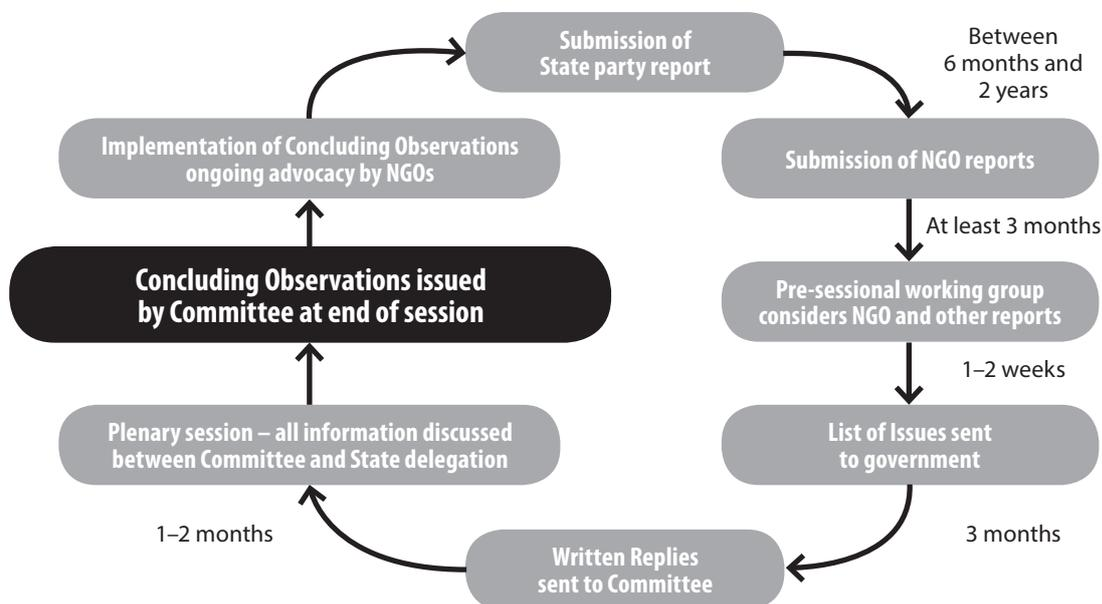 Submission of
State party report
Between
6 months and
2 years
Submission of NGO reports
At least 3 months
Pre-sessional working group
considers NGO and other reports
1–2 weeks
List of Issues sent
to government
3 months
Written Replies
sent to Committee
1–2 months
Plenary session – all information discussed
between Committee and State delegation
Concluding Observations issued
by Committee at end of session
Implementation of Concluding Observations
ongoing advocacy by NGOs